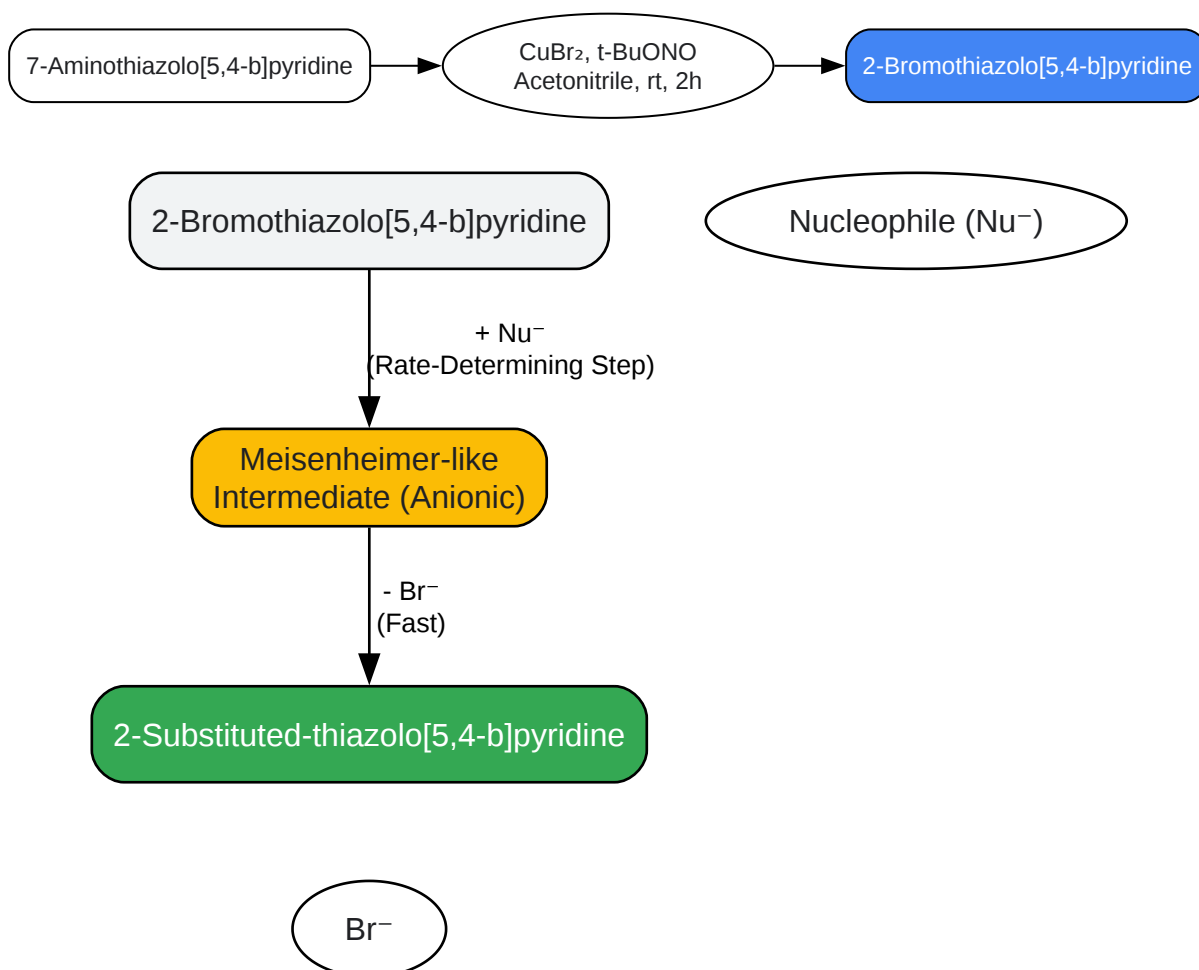 7-Aminothiazolo[5,4-b]pyridine
CuBr₂, t-BuONO
Acetonitrile, rt, 2h
2-Bromothiazolo[5,4-b]pyridine
2-Bromothiazolo[5,4-b]pyridine
Nucleophile (Nu⁻)
+ Nu⁻
(Rate-Determining Step)
Meisenheimer-like
Intermediate (Anionic)
- Br⁻
(Fast)
2-Substituted-thiazolo[5,4-b]pyridine
Br⁻